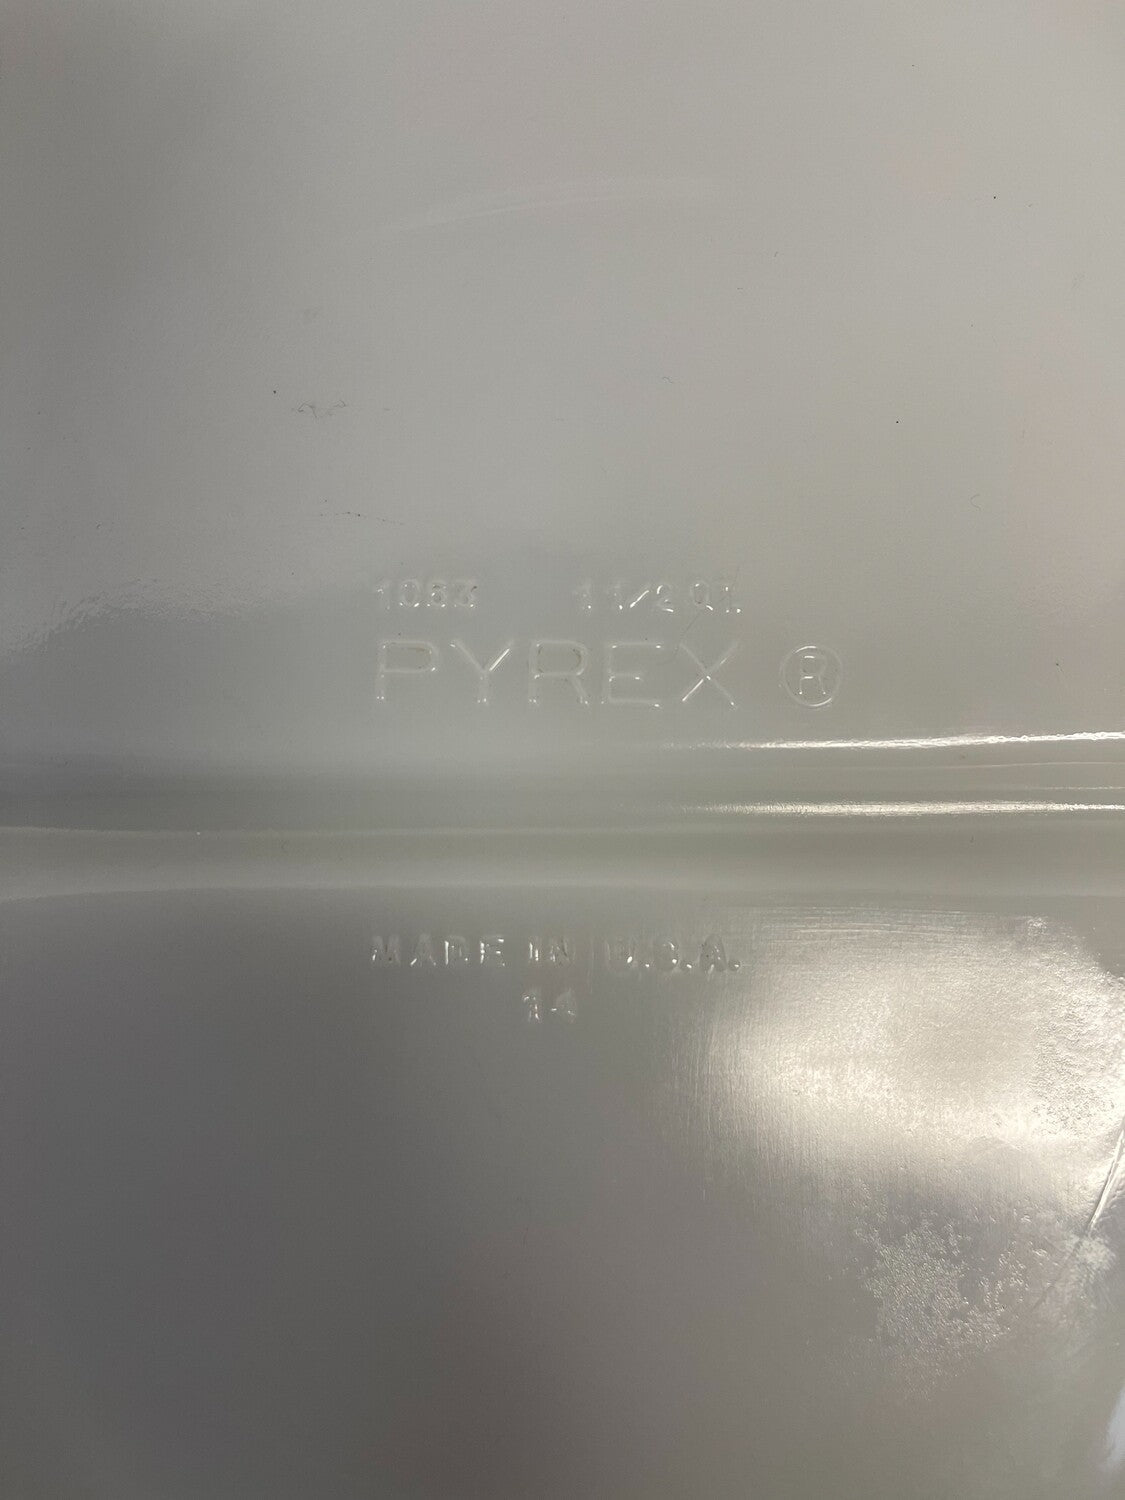 1063 1 1/2 QT.
PYREX ®
MADE IN U.S.A.
14